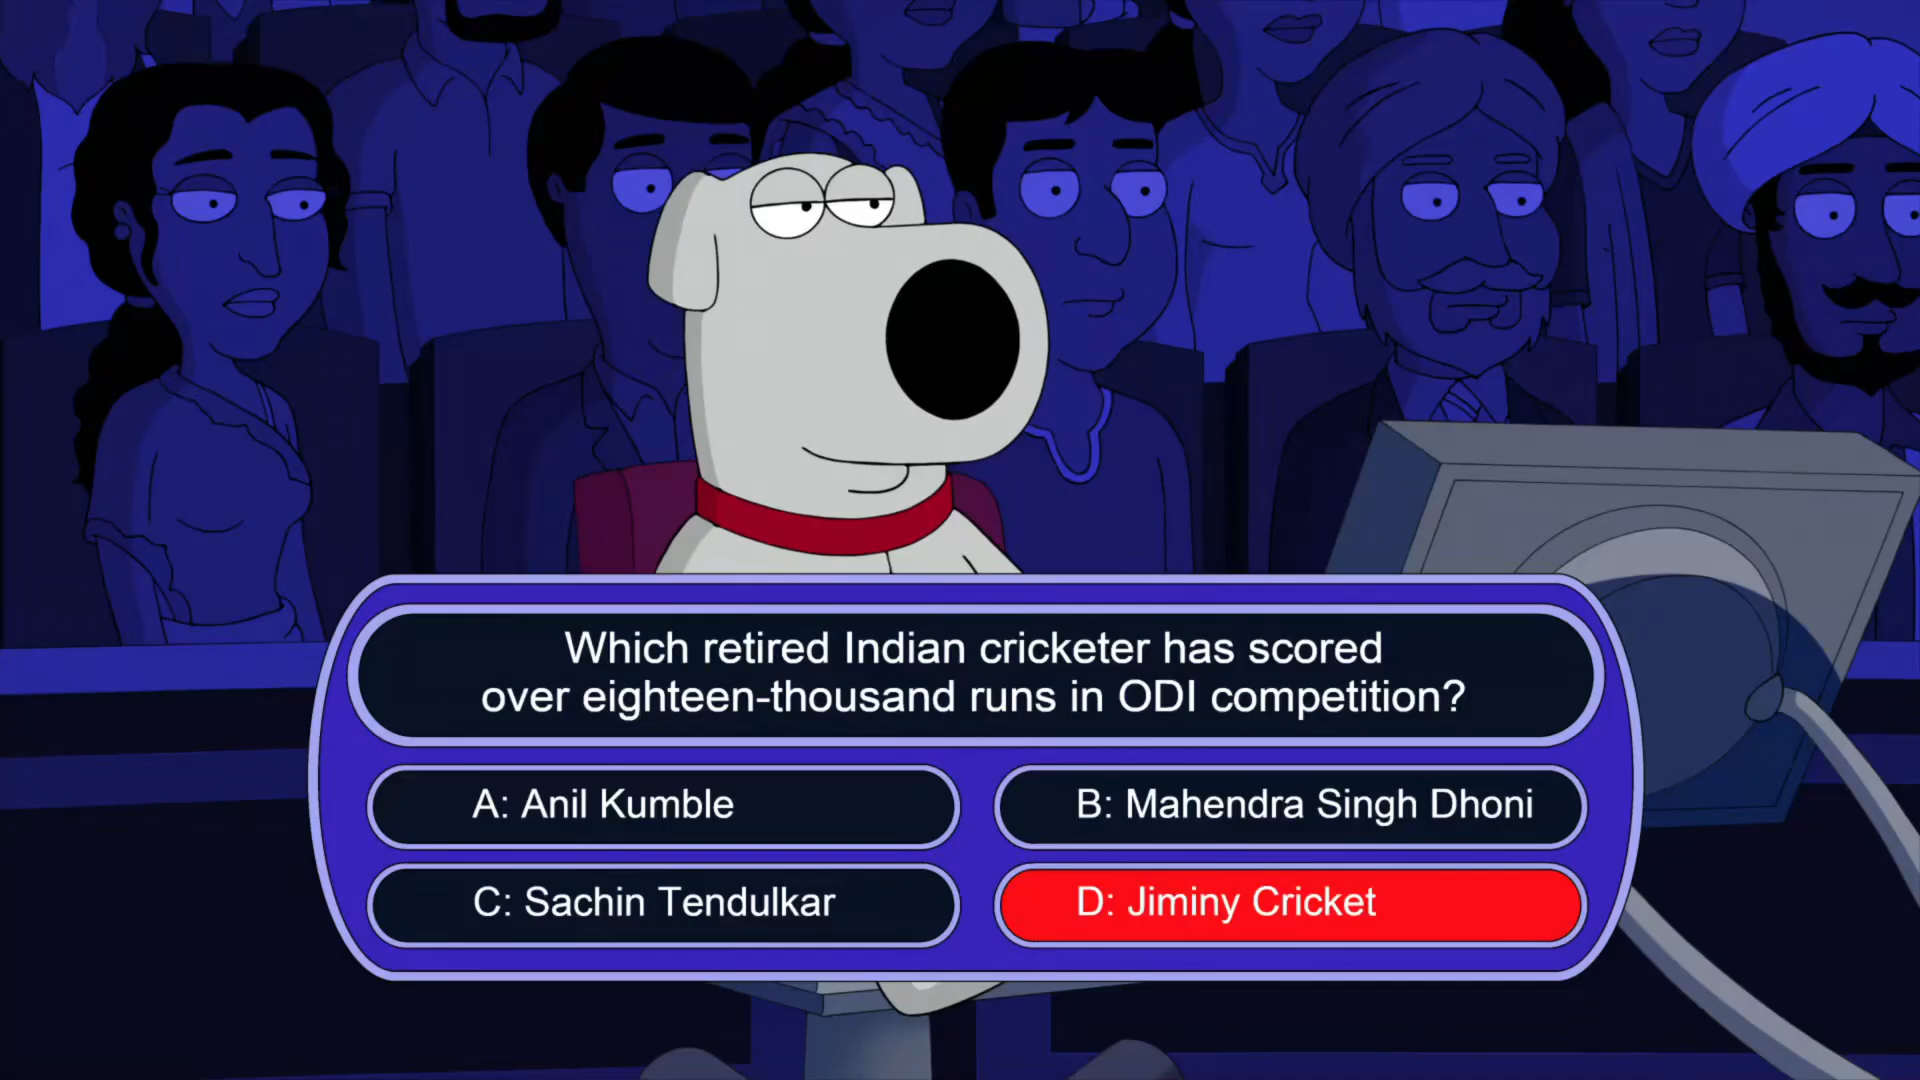 Which retired Indian cricketer has scored
over eighteen-thousand runs in ODI competition?
A: Anil Kumble
B: Mahendra Singh Dhoni
C: Sachin Tendulkar
D: Jiminy Cricket